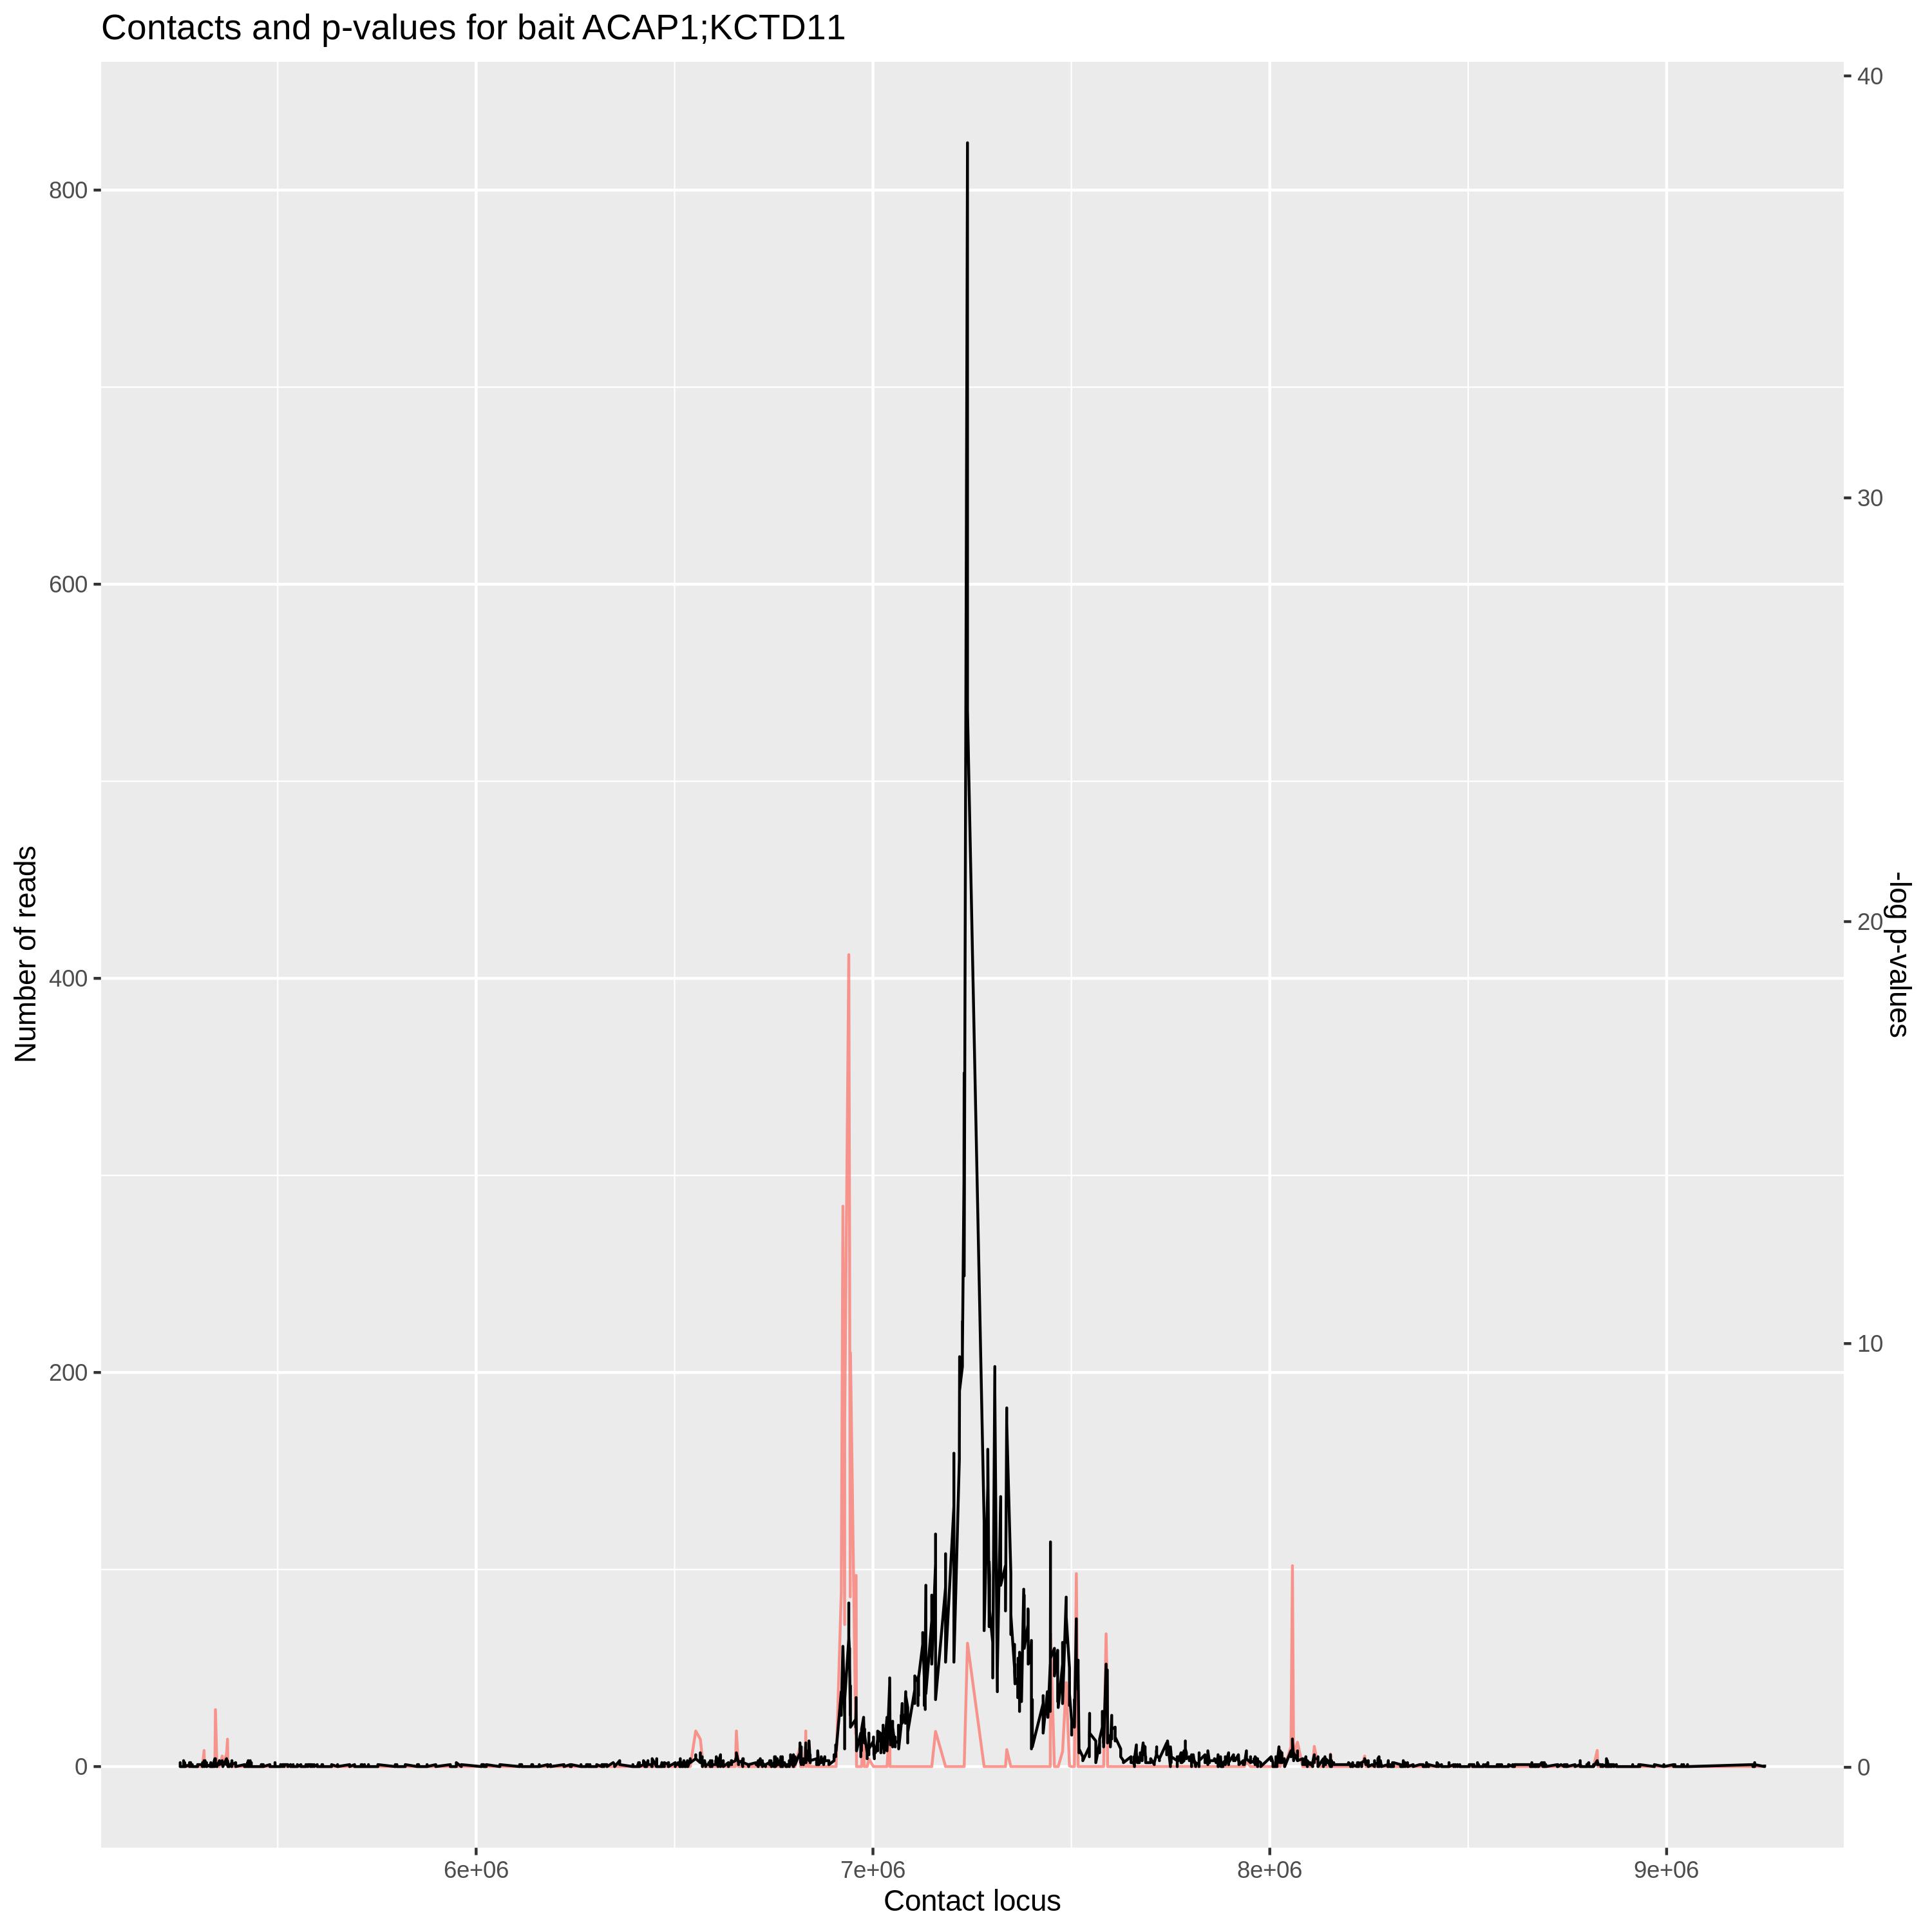 Contacts and p-values for bait ACAP1;KCTD11
40
800
30
600
20
Number of reads
-log p-values
400
10
200
0
0
6e+06
7e+06
8e+06
9e+06
Contact locus